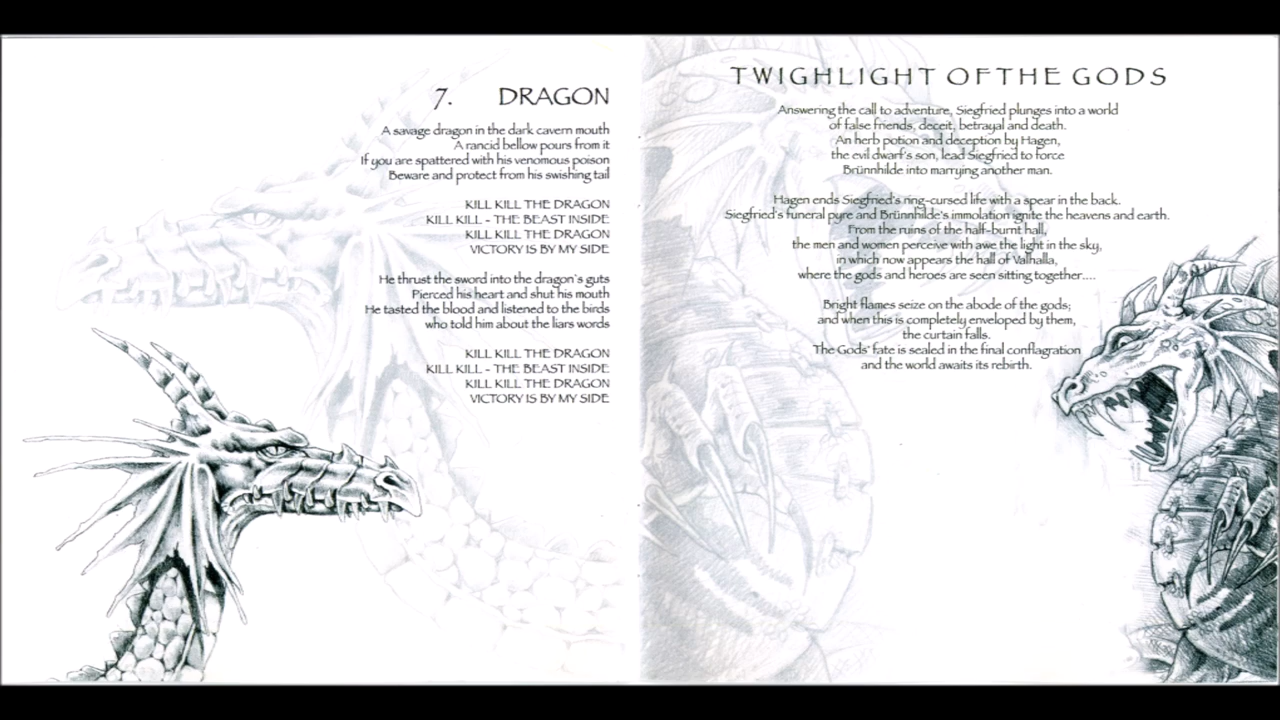 7. DRAGON
A savage dragon in the dark cavern mouth
A rancid bellow pours from it
If you are spattered with his venomous poison
Beware and protect from his swishing tail
KILL KILL THE DRAGON
KILL KILL - THE BEAST INSIDE
KILL KILL THE DRAGON
VICTORY IS BY MY SIDE
He thrust the sword into the dragon`s guts
Pierced his heart and shut his mouth
He tasted the blood and listened to the birds
who told him about the liars words
KILL KILL THE DRAGON
KILL KILL - THE BEAST INSIDE
KILL KILL THE DRAGON
VICTORY IS BY MY SIDE
TWIGHLIGHT OF THE GODS
Answering the call to adventure, Siegfried plunges into a world
of false friends, deceit, betrayal and death.
An herb potion and deception by Hagen,
the evil dwarf's son, lead Siegfried to force
Brünnhilde into marrying another man.
Hagen ends Siegfried's ring-cursed life with a spear in the back.
Siegfried's funeral pyre and Brünnhilde's immolation ignite the heavens and earth.
From the ruins of the half-burnt hall,
the men and women perceive with awe the light in the sky,
in which now appears the hall of Valhalla,
where the gods and heroes are seen sitting together....
Bright flames seize on the abode of the gods;
and when this is completely enveloped by them,
the curtain falls.
The Gods' fate is sealed in the final conflagration
and the world awaits its rebirth.